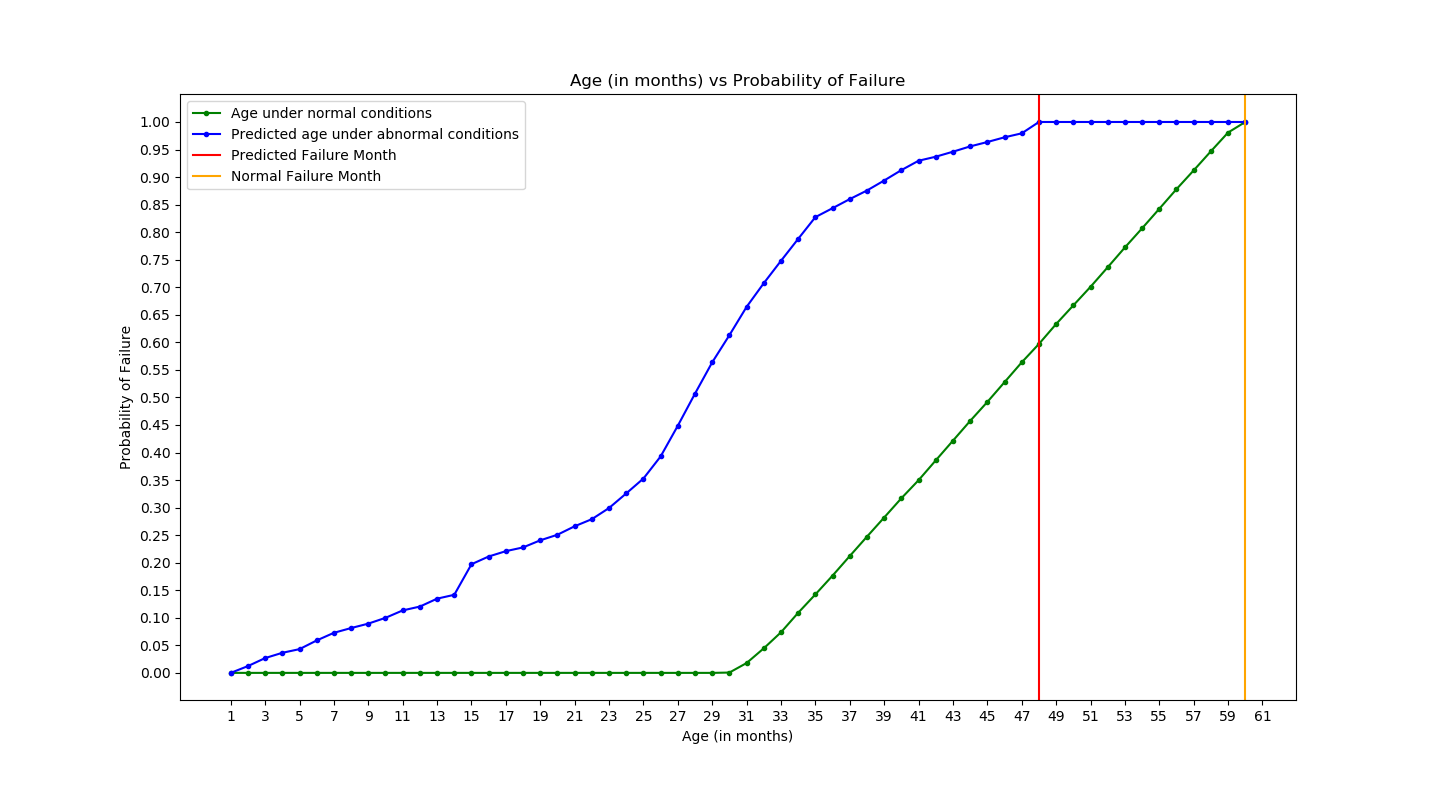 Age (in months) vs Probability of Failure
Age under normal conditions
Predicted age under abnormal conditions
Predicted Failure Month
Normal Failure Month
1.00
0.95
0.90
0.85
0.80
0.75
0.70
0.65
0.60
0.55
0.50
0.45
0.40
0.35
0.30
0.25
0.20
0.15
0.10
0.05
0.00
Probability of Failure
1 3 5 7 9 11 13 15 17 19 21 23 25 27 29 31 33 35 37 39 41 43 45 47 49 51 53 55 57 59 61
Age (in months)